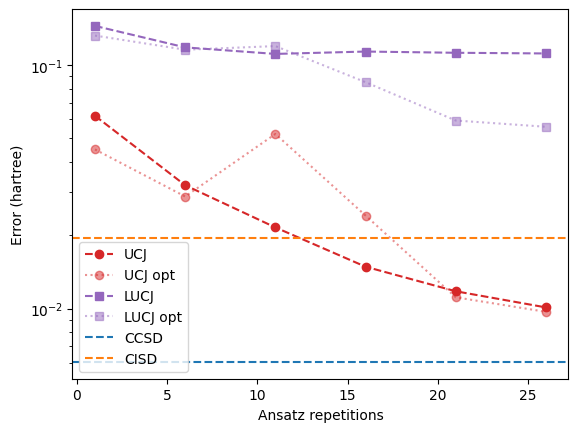 Error (hartree)
10⁻¹
10⁻²
UCJ
UCJ opt
LUCJ
LUCJ opt
CCSD
CISD
0 5 10 15 20 25
Ansatz repetitions